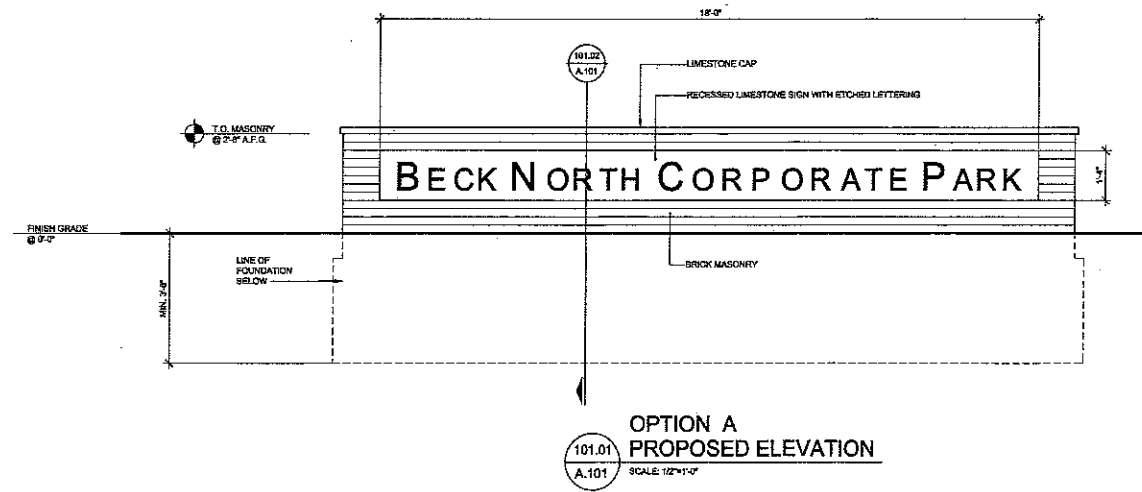 18'-0"
101.02
A.101
LIMESTONE CAP
RECESSED LIMESTONE SIGN WITH ETCHED LETTERING
T.O. MASONRY
@ 2'-8" A.F.G.
BECK NORTH CORPORATE PARK
1'-4"
FINISH GRADE
@ 0'-0"
LINE OF
FOUNDATION
BELOW
BRICK MASONRY
MIN. 3'-6"
OPTION A
PROPOSED ELEVATION
101.01
A.101
SCALE: 1/2"=1'-0"